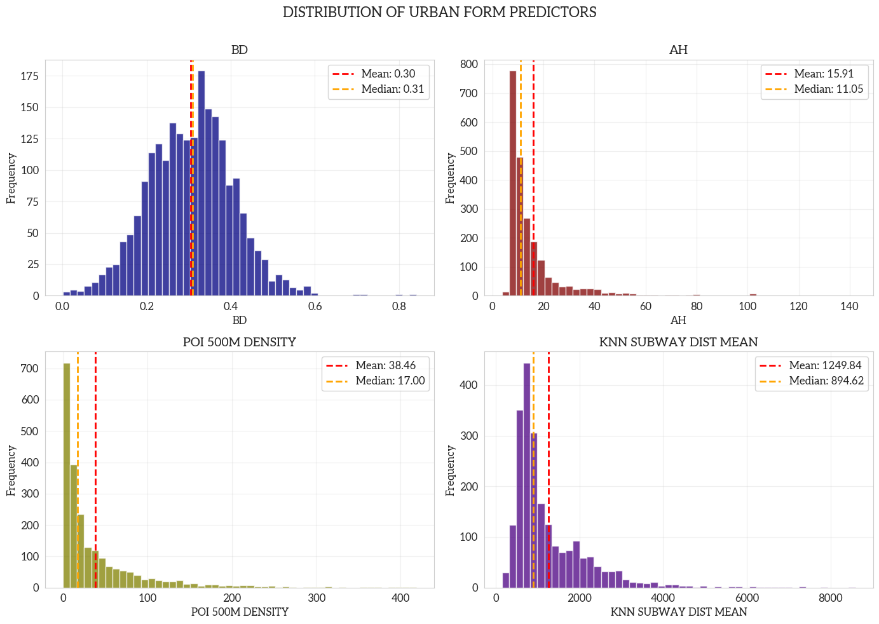 DISTRIBUTION OF URBAN FORM PREDICTORS
BD
Mean: 0.30
Median: 0.31
Frequency
175
150
125
100
75
50
25
0
0.0 0.2 0.4 0.6 0.8
BD
AH
Mean: 15.91
Median: 11.05
Frequency
800
700
600
500
400
300
200
100
0
0 20 40 60 80 100 120 140
AH
POI 500M DENSITY
Mean: 38.46
Median: 17.00
Frequency
700
600
500
400
300
200
100
0
0 100 200 300 400
POI 500M DENSITY
KNN SUBWAY DIST MEAN
Mean: 1249.84
Median: 894.62
Frequency
400
300
200
100
0
0 2000 4000 6000 8000
KNN SUBWAY DIST MEAN